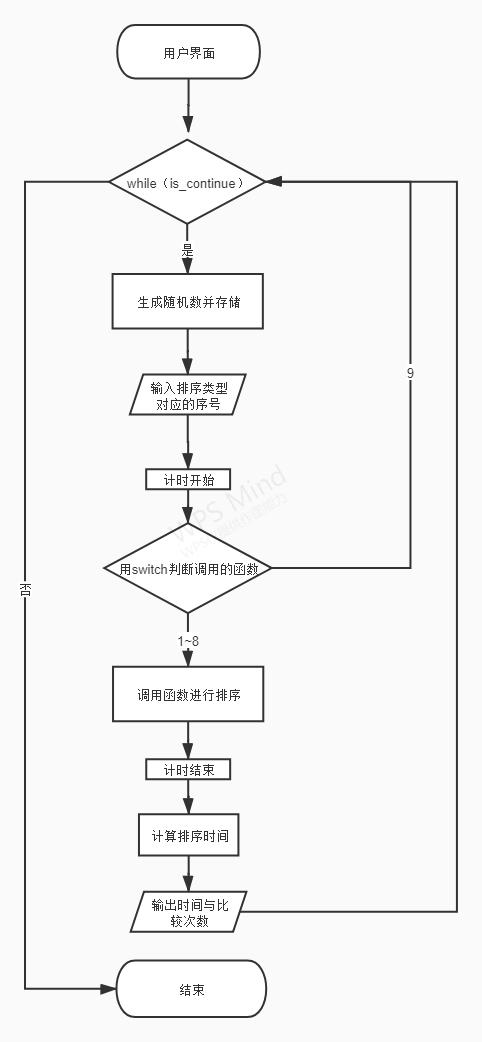 用户界面
while（is_continue）
是
生成随机数并存储
输入排序类型
对应的序号
9
计时开始
WPS Mind
用switch判断调用的函数
否
1~8
调用函数进行排序
计时结束
计算排序时间
输出时间与比
较次数
结束